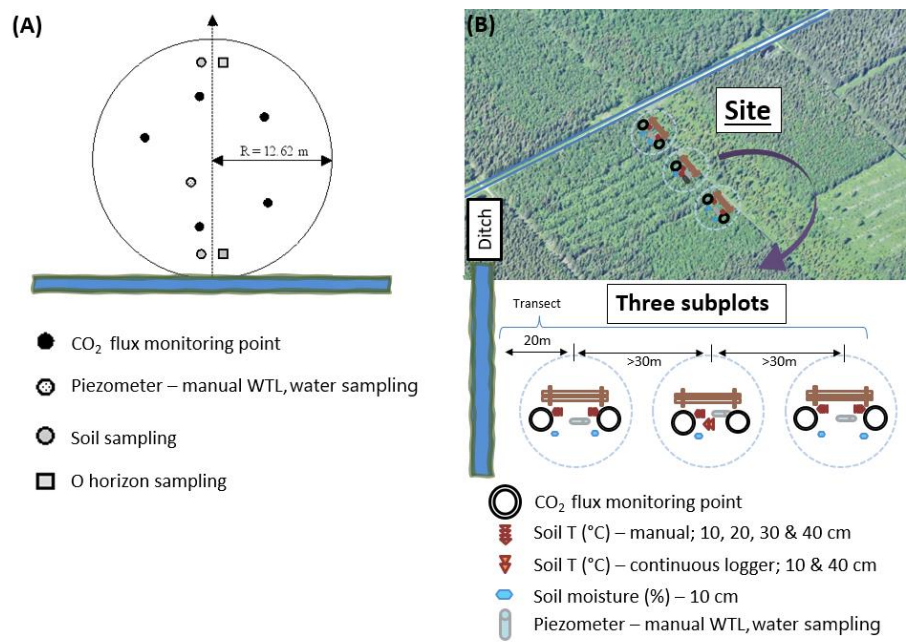 (A)
R = 12.62 m
CO₂ flux monitoring point
Piezometer – manual WTL, water sampling
Soil sampling
O horizon sampling
(B)
Site
Ditch
Three subplots
Transect
20m
>30m
>30m
CO₂ flux monitoring point
Soil T (°C) – manual; 10, 20, 30 & 40 cm
Soil T (°C) – continuous logger; 10 & 40 cm
Soil moisture (%) – 10 cm
Piezometer – manual WTL, water sampling